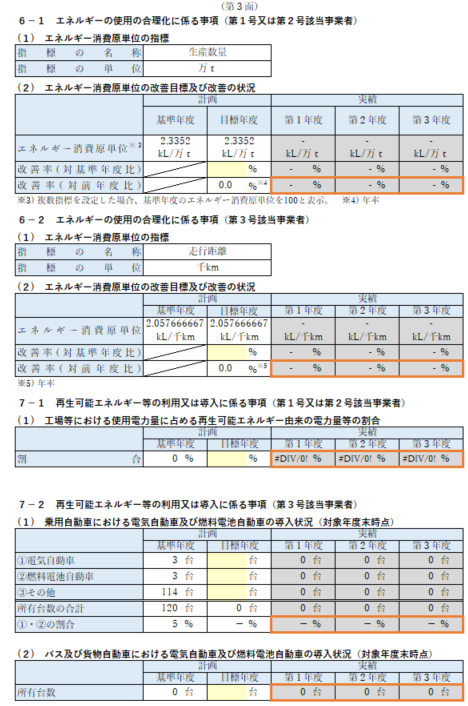 （第３面）
６－１　エネルギーの使用の合理化に係る事項（第１号又は第２号該当事業者）
（１）　エネルギー消費原単位の指標
指標の名称　生産数量
指標の単位　万ｔ
（２）　エネルギー消費原単位の改善目標及び改善の状況
計画　実績
基準年度　目標年度　第１年度　第２年度　第３年度
エネルギー消費原単位※3　2.3352 kL/万ｔ　2.3352 kL/万ｔ　- kL/万ｔ　- kL/万ｔ　- kL/万ｔ
改善率（対基準年度比）　%　- %　- %　- %
改善率（対前年度比）　0.0 %※4　- %　- %　- %
※3）複数指標を設定した場合、基準年度のエネルギー消費原単位を100と表示。　※4）年率
６－２　エネルギーの使用の合理化に係る事項（第３号該当事業者）
（１）　エネルギー消費原単位の指標
指標の名称　走行距離
指標の単位　千km
（２）　エネルギー消費原単位の改善目標及び改善の状況
計画　実績
基準年度　目標年度　第１年度　第２年度　第３年度
エネルギー消費原単位　2.057666667 kL/千km　2.057666667 kL/千km　- kL/千km　- kL/千km　- kL/千km
改善率（対基準年度比）　%　- %　- %　- %
改善率（対前年度比）　0.0 %※5　- %　- %　- %
※5）年率
７－１　再生可能エネルギー等の利用又は導入に係る事項（第１号又は第２号該当事業者）
（１）　工場等における使用電力量に占める再生可能エネルギー由来の電力量等の割合
計画　実績
基準年度　目標年度　第１年度　第２年度　第３年度
割合　0 %　%　#DIV/0! %　#DIV/0! %　#DIV/0! %
７－２　再生可能エネルギー等の利用又は導入に係る事項（第３号該当事業者）
（１）　乗用自動車における電気自動車及び燃料電池自動車の導入状況（対象年度末時点）
計画　実績
基準年度　目標年度　第１年度　第２年度　第３年度
①電気自動車　3 台　台　0 台　0 台　0 台
②燃料電池自動車　3 台　台　0 台　0 台　0 台
③その他　114 台　台　0 台　0 台　0 台
所有台数の合計　120 台　0 台　0 台　0 台　0 台
①・②の割合　5 %　－ %　－ %　－ %　－ %
（２）　バス及び貨物自動車における電気自動車及び燃料電池自動車の導入状況（対象年度末時点）
計画　実績
基準年度　目標年度　第１年度　第２年度　第３年度
所有台数　0 台　台　0 台　0 台　0 台